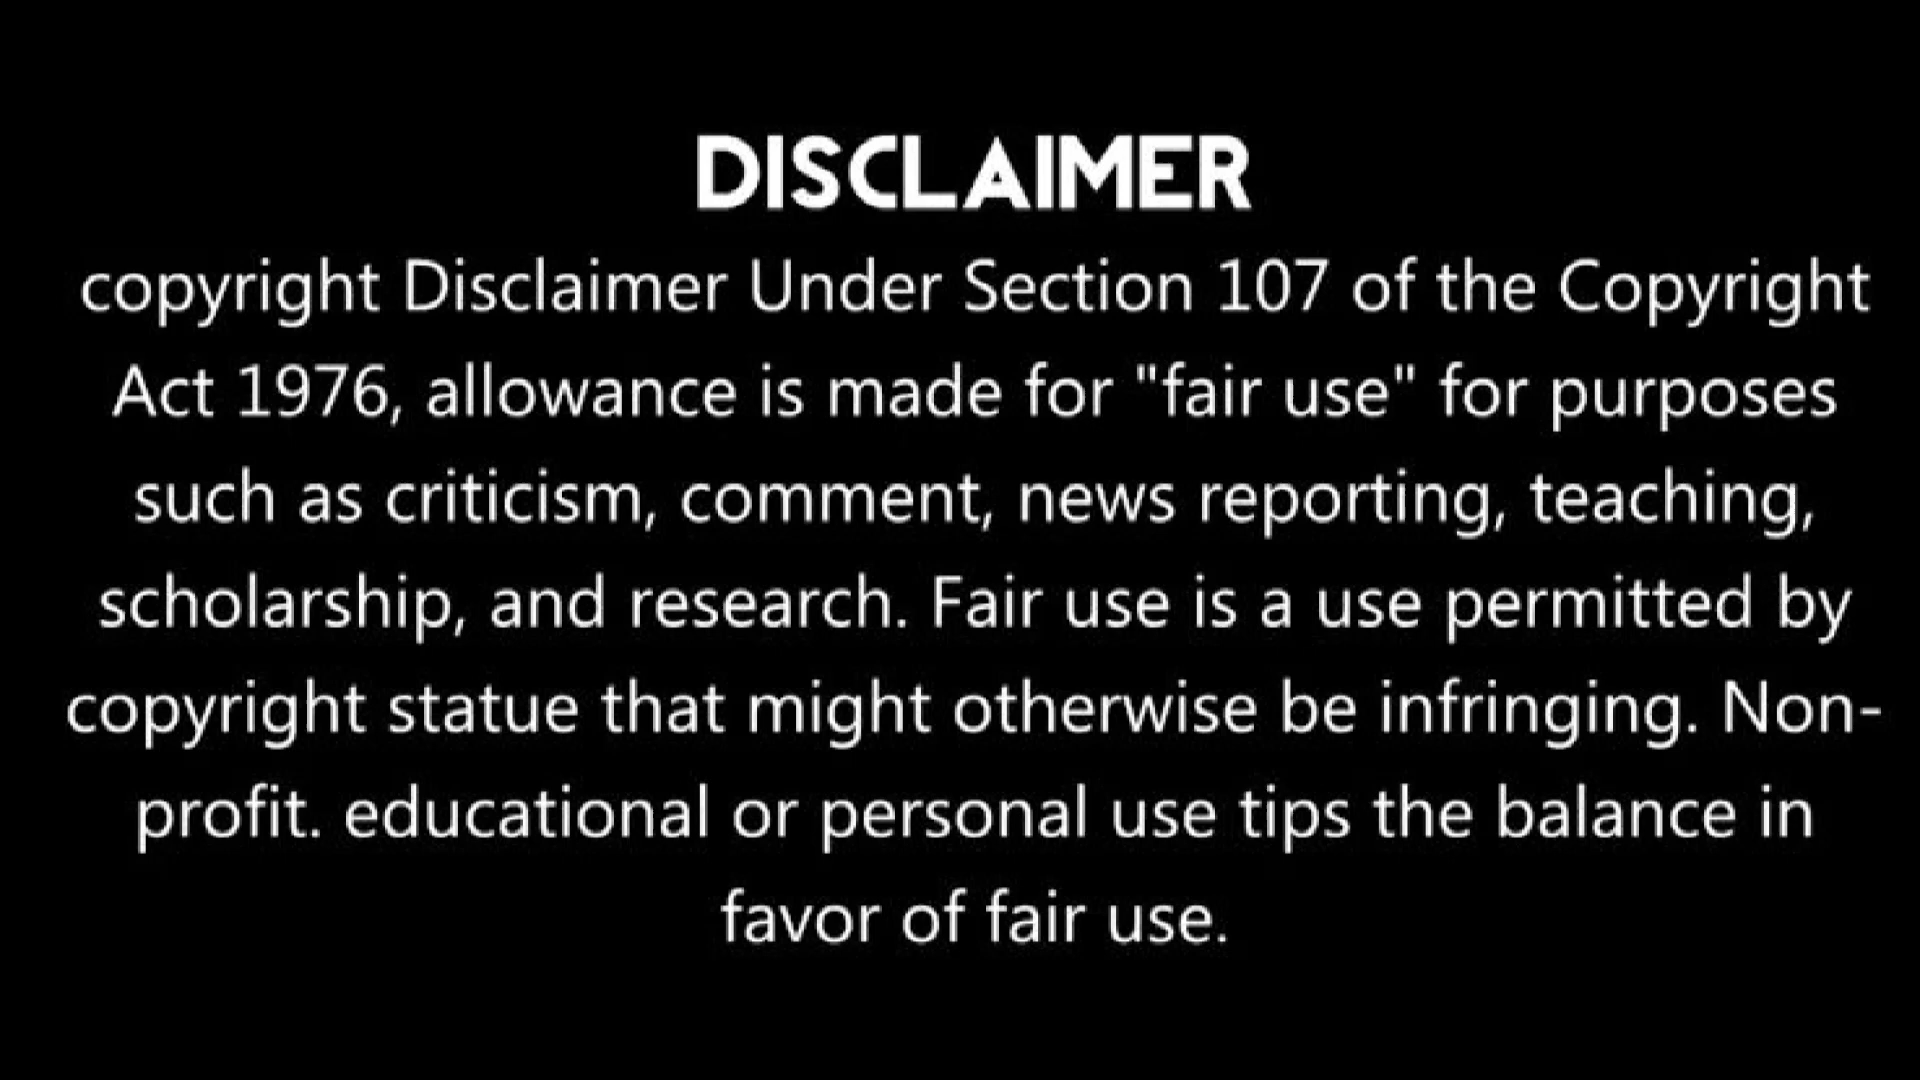 DISCLAIMER
copyright Disclaimer Under Section 107 of the Copyright
Act 1976, allowance is made for "fair use" for purposes
such as criticism, comment, news reporting, teaching,
scholarship, and research. Fair use is a use permitted by
copyright statue that might otherwise be infringing. Non-
profit. educational or personal use tips the balance in
favor of fair use.